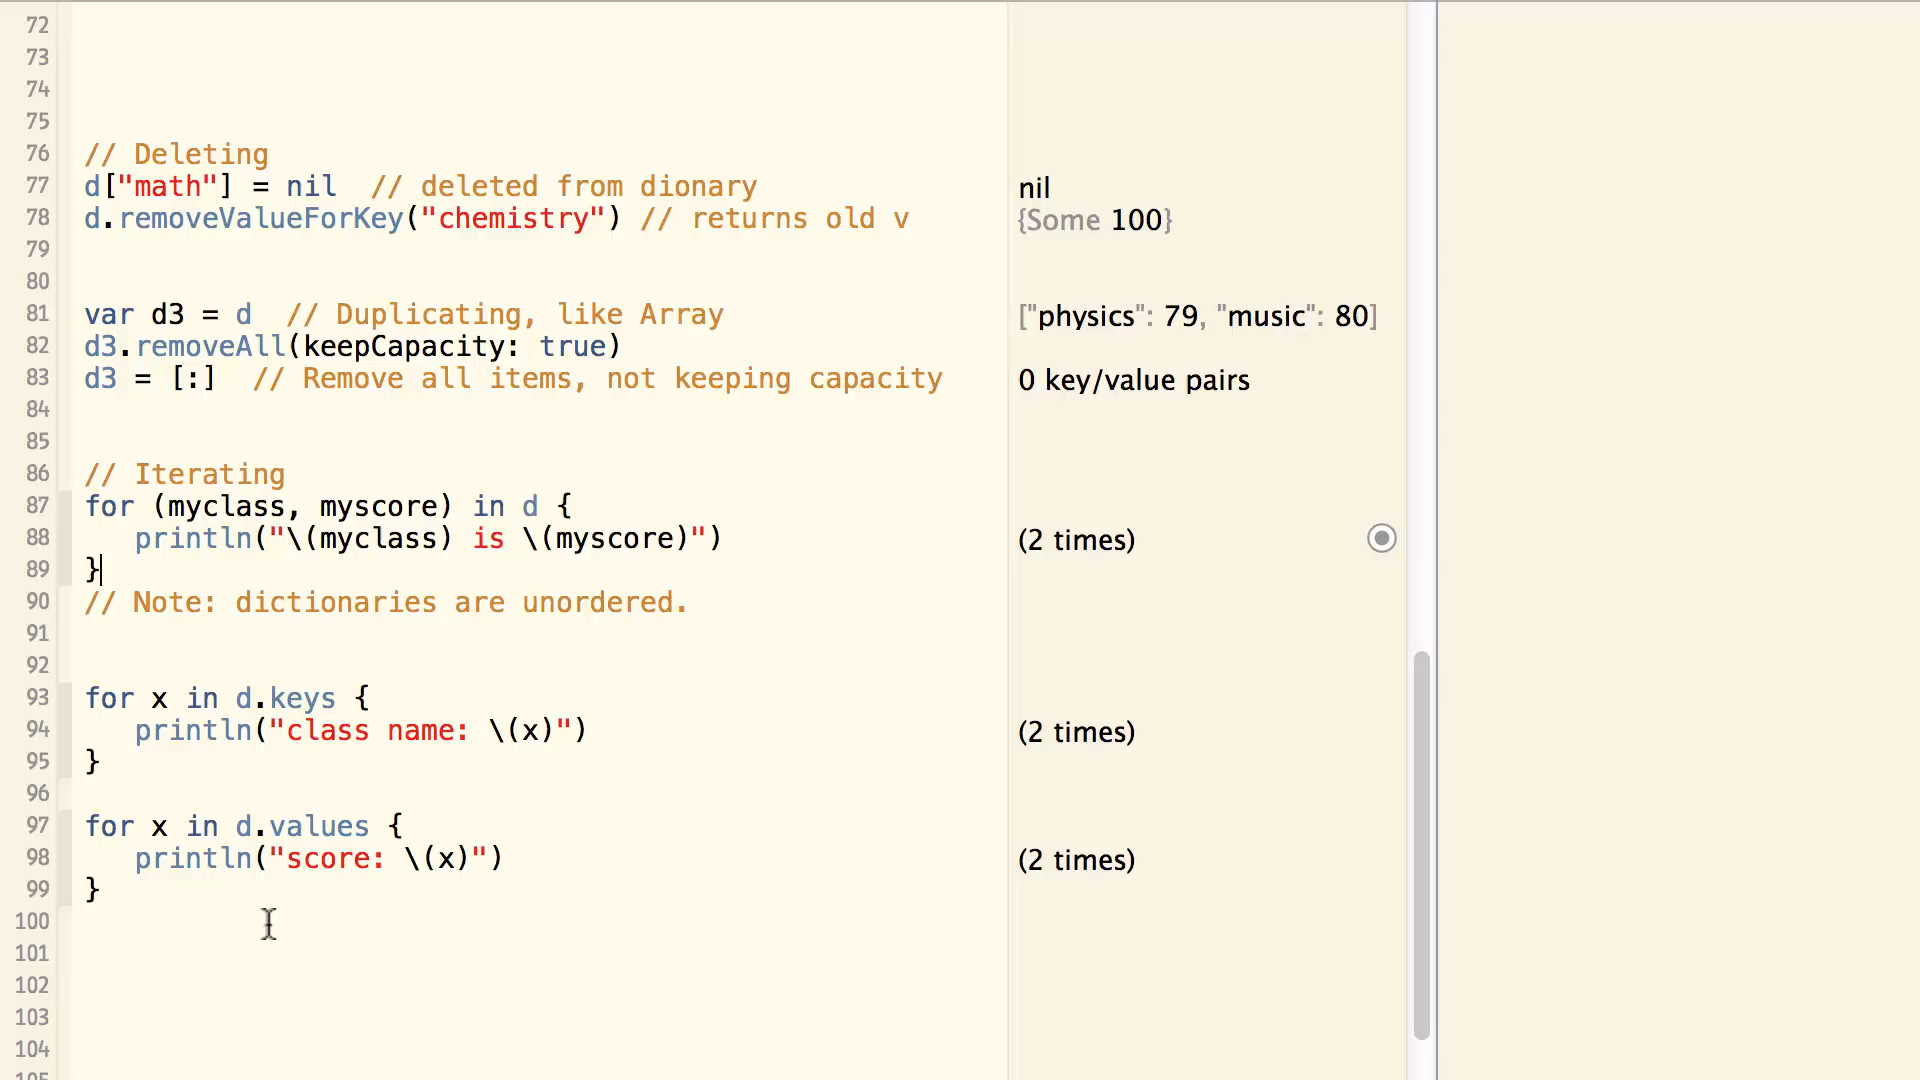 72
73
74
75
76 // Deleting
77 d["math"] = nil  // deleted from dionary nil
78 d.removeValueForKey("chemistry") // returns old v {Some 100}
79
80
81 var d3 = d  // Duplicating, like Array ["physics": 79, "music": 80]
82 d3.removeAll(keepCapacity: true)
83 d3 = [:]  // Remove all items, not keeping capacity 0 key/value pairs
84
85
86 // Iterating
87 for (myclass, myscore) in d {
88    println("\(myclass) is \(myscore)") (2 times)
89 }
90 // Note: dictionaries are unordered.
91
92
93 for x in d.keys {
94    println("class name: \(x)") (2 times)
95 }
96
97 for x in d.values {
98    println("score: \(x)") (2 times)
99 }
100
101
102
103
104